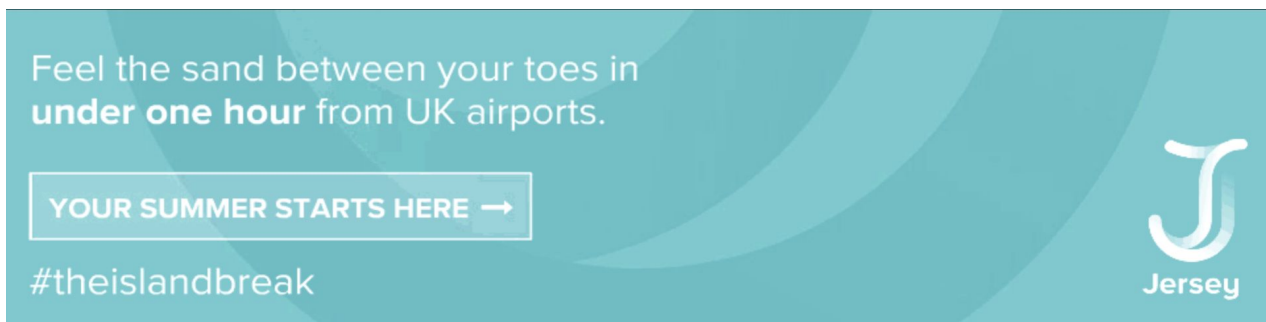 Feel the sand between your toes in
under one hour from UK airports.
YOUR SUMMER STARTS HERE →
#theislandbreak
Jersey